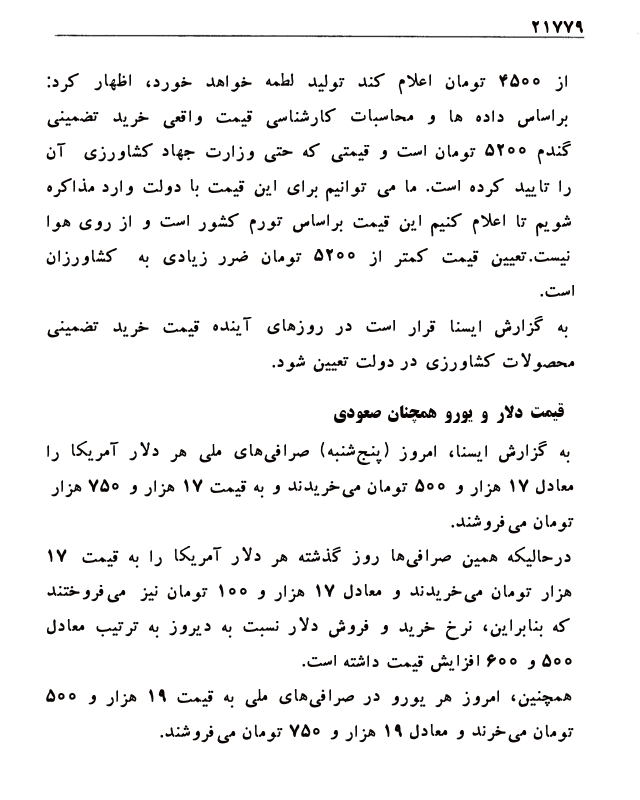 ۲۱۷۷۹
از ۴۵۰۰ تومان اعلام کند تولید لطمه خواهد خورد، اظهار کرد:
براساس داده ها و محاسبات کارشناسی قیمت واقعی خرید تضمینی
گندم ۵۲۰۰ تومان است و قیمتی که حتی وزارت جهاد کشاورزی آن
را تایید کرده است. ما می توانیم برای این قیمت با دولت وارد مذاکره
شویم تا اعلام کنیم این قیمت براساس تورم کشور است و از روی هوا
نیست.تعیین قیمت کمتر از ۵۲۰۰ تومان ضرر زیادی به کشاورزان
است.
به گزارش ایسنا قرار است در روزهای آینده قیمت خرید تضمینی
محصولات کشاورزی در دولت تعیین شود.
قیمت دلار و یورو همچنان صعودی
به گزارش ایسنا، امروز (پنج‌شنبه) صرافی‌های ملی هر دلار آمریکا را
معادل ۱۷ هزار و ۵۰۰ تومان می‌خریدند و به قیمت ۱۷ هزار و ۷۵۰ هزار
تومان می‌فروشند.
درحالیکه همین صرافی‌ها روز گذشته هر دلار آمریکا را به قیمت ۱۷
هزار تومان می‌خریدند و معادل ۱۷ هزار و ۱۰۰ تومان نیز می‌فروختند
که بنابراین، نرخ خرید و فروش دلار نسبت به دیروز به ترتیب معادل
۵۰۰ و ۶۰۰ افزایش قیمت داشته است.
همچنین، امروز هر یورو در صرافی‌های ملی به قیمت ۱۹ هزار و ۵۰۰
تومان می‌خرند و معادل ۱۹ هزار و ۷۵۰ تومان می‌فروشند.